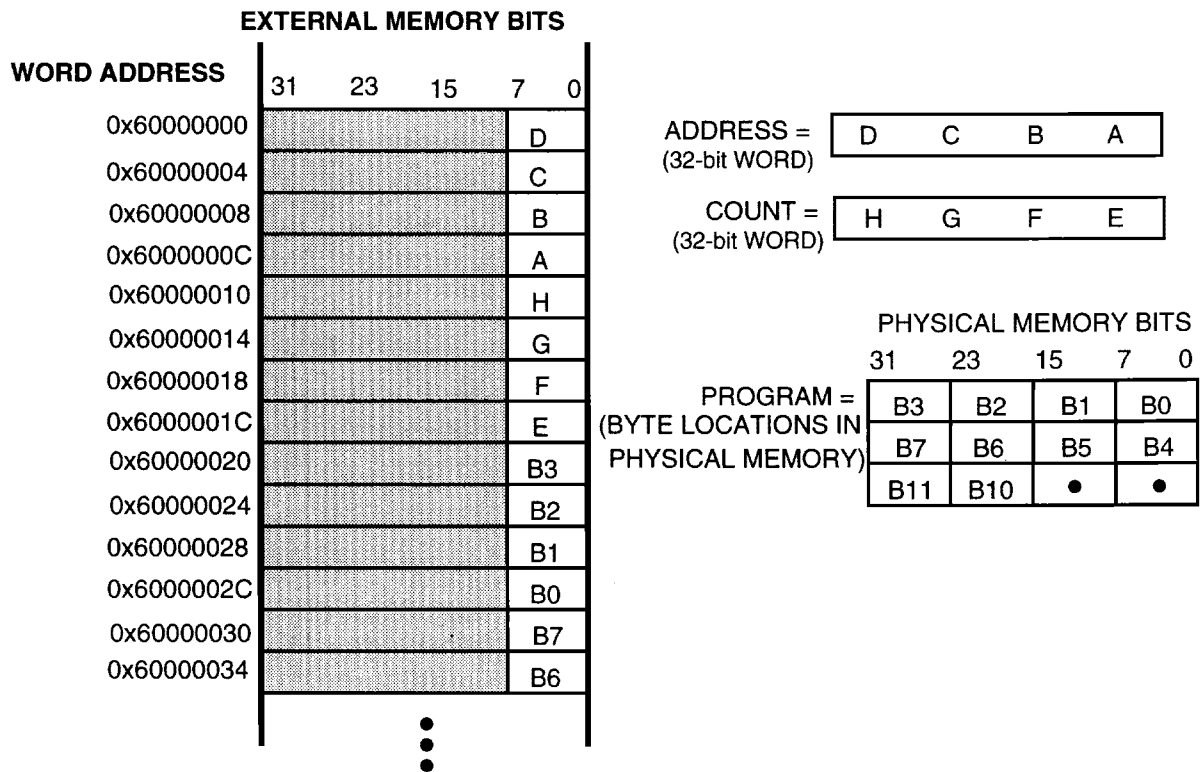 EXTERNAL MEMORY BITS
WORD ADDRESS
31 23 15 7 0
0x60000000 D
0x60000004 C
0x60000008 B
0x6000000C A
0x60000010 H
0x60000014 G
0x60000018 F
0x6000001C E
0x60000020 B3
0x60000024 B2
0x60000028 B1
0x6000002C B0
0x60000030 B7
0x60000034 B6
ADDRESS = D C B A
(32-bit WORD)
COUNT = H G F E
(32-bit WORD)
PHYSICAL MEMORY BITS
31 23 15 7 0
PROGRAM =
(BYTE LOCATIONS IN
PHYSICAL MEMORY)
B3 B2 B1 B0
B7 B6 B5 B4
B11 B10 • •